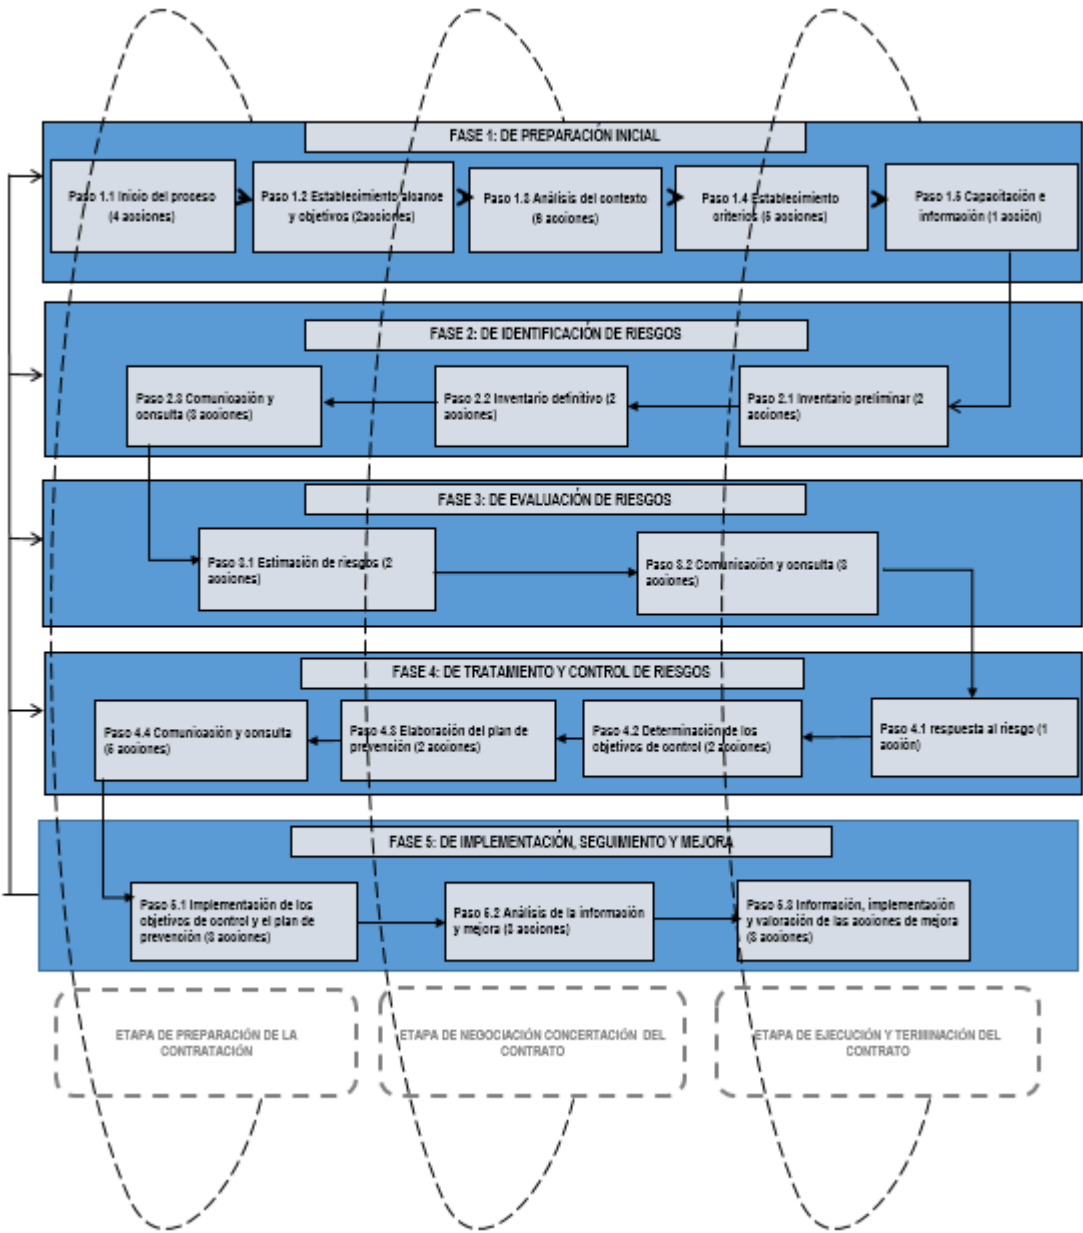 FASE 1: DE PREPARACIÓN INICIAL
Paso 1.1 Inicio del proceso
(4 acciones)
Paso 1.2 Establecimiento alcance
y objetivos (2acciones)
Paso 1.3 Análisis del contexto
(6 acciones)
Paso 1.4 Establecimiento
criterios (5 acciones)
Paso 1.5 Capacitación e
información (1 acción)
FASE 2: DE IDENTIFICACIÓN DE RIESGOS
Paso 2.3 Comunicación y
consulta (3 acciones)
Paso 2.2 Inventario definitivo (2
acciones)
Paso 2.1 Inventario preliminar (2
acciones)
FASE 3: DE EVALUACIÓN DE RIESGOS
Paso 3.1 Estimación de riesgos (2
acciones)
Paso 3.2 Comunicación y consulta (3
acciones)
FASE 4: DE TRATAMIENTO Y CONTROL DE RIESGOS
Paso 4.4 Comunicación y consulta
(5 acciones)
Paso 4.3 Elaboración del plan de
prevención (2 acciones)
Paso 4.2 Determinación de los
objetivos de control (2 acciones)
Paso 4.1 respuesta al riesgo (1
acción)
FASE 5: DE IMPLEMENTACIÓN, SEGUIMIENTO Y MEJORA
Paso 5.1 Implementación de los
objetivos de control y el plan de
prevención (3 acciones)
Paso 5.2 Análisis de la información
y mejora (3 acciones)
Paso 5.3 Información, implementación
y valoración de las acciones de mejora
(3 acciones)
ETAPA DE PREPARACIÓN DE LA
CONTRATACIÓN
ETAPA DE NEGOCIACIÓN CONCERTACIÓN DEL
CONTRATO
ETAPA DE EJECUCIÓN Y TERMINACIÓN DEL
CONTRATO